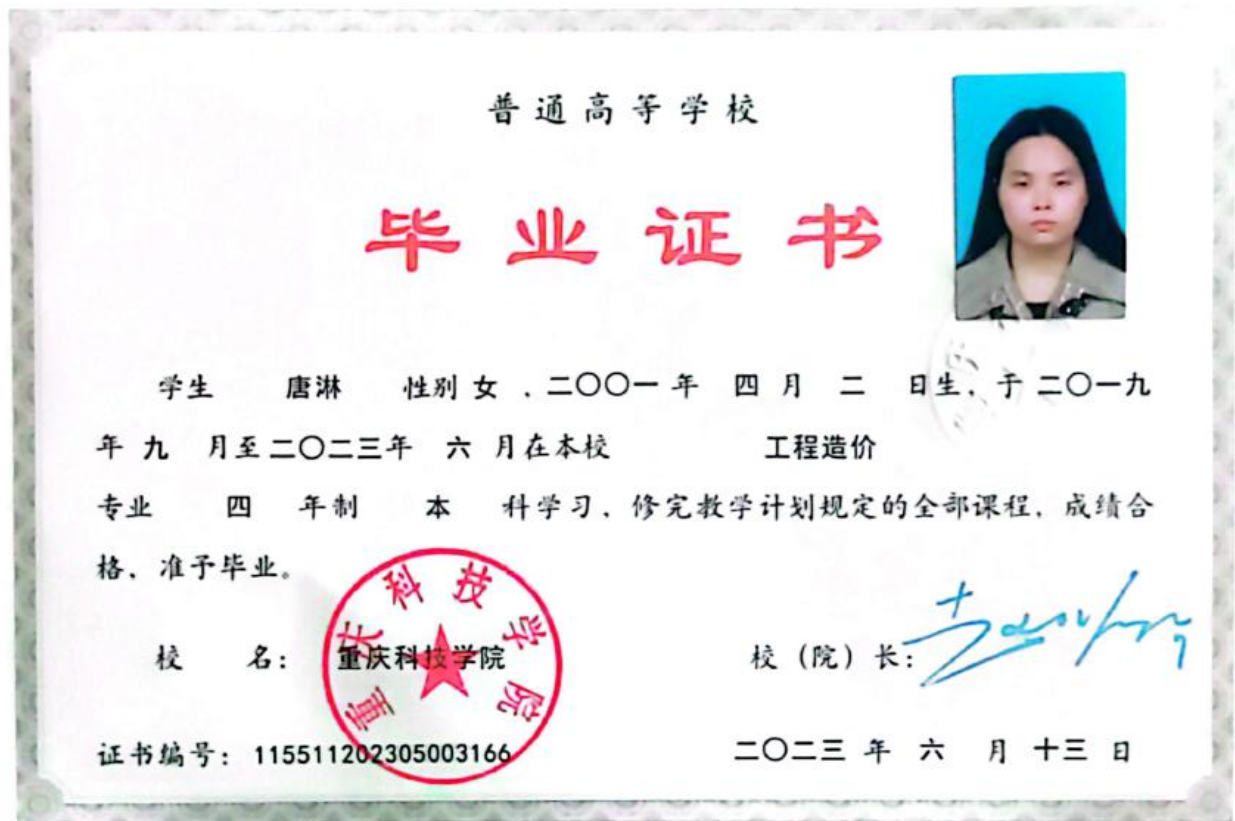 普通高等学校
毕业证书
学生 唐淋 性别 女 ，二〇〇一 年 四 月 二 日生，于 二〇一九
年 九 月至 二〇二三年 六 月在本校 工程造价
专业 四 年制 本 科学习，修完教学计划规定的全部课程，成绩合
格，准予毕业。
重庆科技学院
校 名： 重庆科技学院 校（院）长：
证书编号：115511202305003166 二〇二三 年 六 月 十三 日